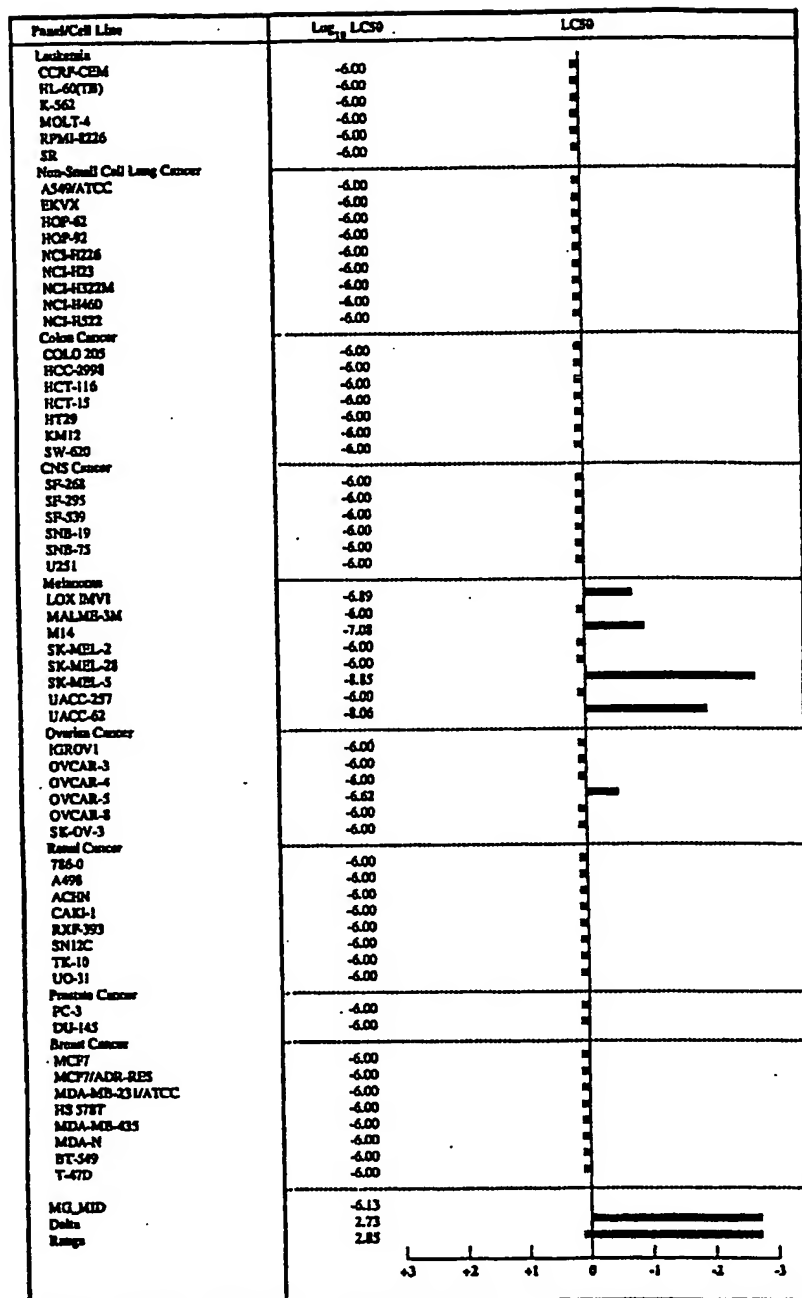 Panel/Cell Line Log10 LC50 LC50
Leukemia
CCRF-CEM -6.00
HL-60(TB) -6.00
K-562 -6.00
MOLT-4 -6.00
RPMI-8226 -6.00
SR -6.00
Non-Small Cell Lung Cancer
A549/ATCC -6.00
EKVX -6.00
HOP-62 -6.00
HOP-92 -6.00
NCI-H226 -6.00
NCI-H23 -6.00
NCI-H322M -6.00
NCI-H460 -6.00
NCI-H522 -6.00
Colon Cancer
COLO 205 -6.00
HCC-2998 -6.00
HCT-116 -6.00
HCT-15 -6.00
HT29 -6.00
KM12 -6.00
SW-620 -6.00
CNS Cancer
SF-268 -6.00
SF-295 -6.00
SF-539 -6.00
SNB-19 -6.00
SNB-75 -6.00
U251 -6.00
Melanoma
LOX IMVI -6.89
MALME-3M -6.00
M14 -7.08
SK-MEL-2 -6.00
SK-MEL-28 -6.00
SK-MEL-5 -8.85
UACC-257 -6.00
UACC-62 -8.06
Ovarian Cancer
IGROV1 -6.00
OVCAR-3 -6.00
OVCAR-4 -6.00
OVCAR-5 -6.62
OVCAR-8 -6.00
SK-OV-3 -6.00
Renal Cancer
786-0 -6.00
A498 -6.00
ACHN -6.00
CAKI-1 -6.00
RXF-393 -6.00
SN12C -6.00
TK-10 -6.00
UO-31 -6.00
Prostate Cancer
PC-3 -6.00
DU-145 -6.00
Breast Cancer
MCF7 -6.00
MCF7/ADR-RES -6.00
MDA-MB-231/ATCC -6.00
HS 578T -6.00
MDA-MB-435 -6.00
MDA-N -6.00
BT-549 -6.00
T-47D -6.00
MG_MID -6.13
Delta 2.73
Range 2.85
+3 +2 +1 0 -1 -2 -3